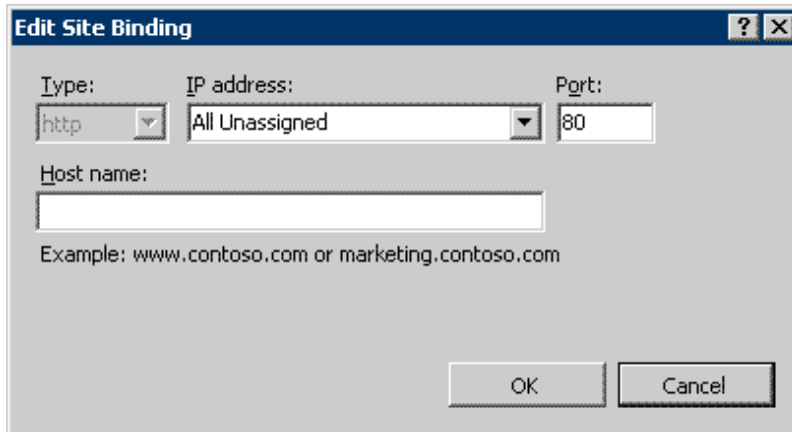 Edit Site Binding
Type: IP address: Port:
http All Unassigned 80
Host name:
Example: www.contoso.com or marketing.contoso.com
OK Cancel